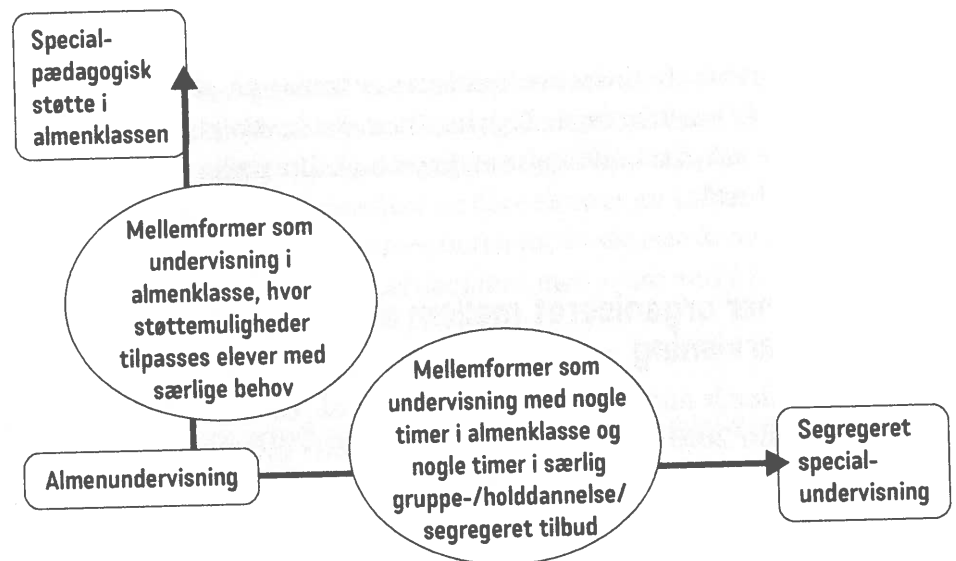 Special-
pædagogisk
støtte i
almenklassen
Mellemformer som
undervisning i
almenklasse, hvor
støttemuligheder
tilpasses elever med
særlige behov
Mellemformer som
undervisning med nogle
timer i almenklasse og
nogle timer i særlig
gruppe-/holddannelse/
segregeret tilbud
Almenundervisning
Segregeret
special-
undervisning